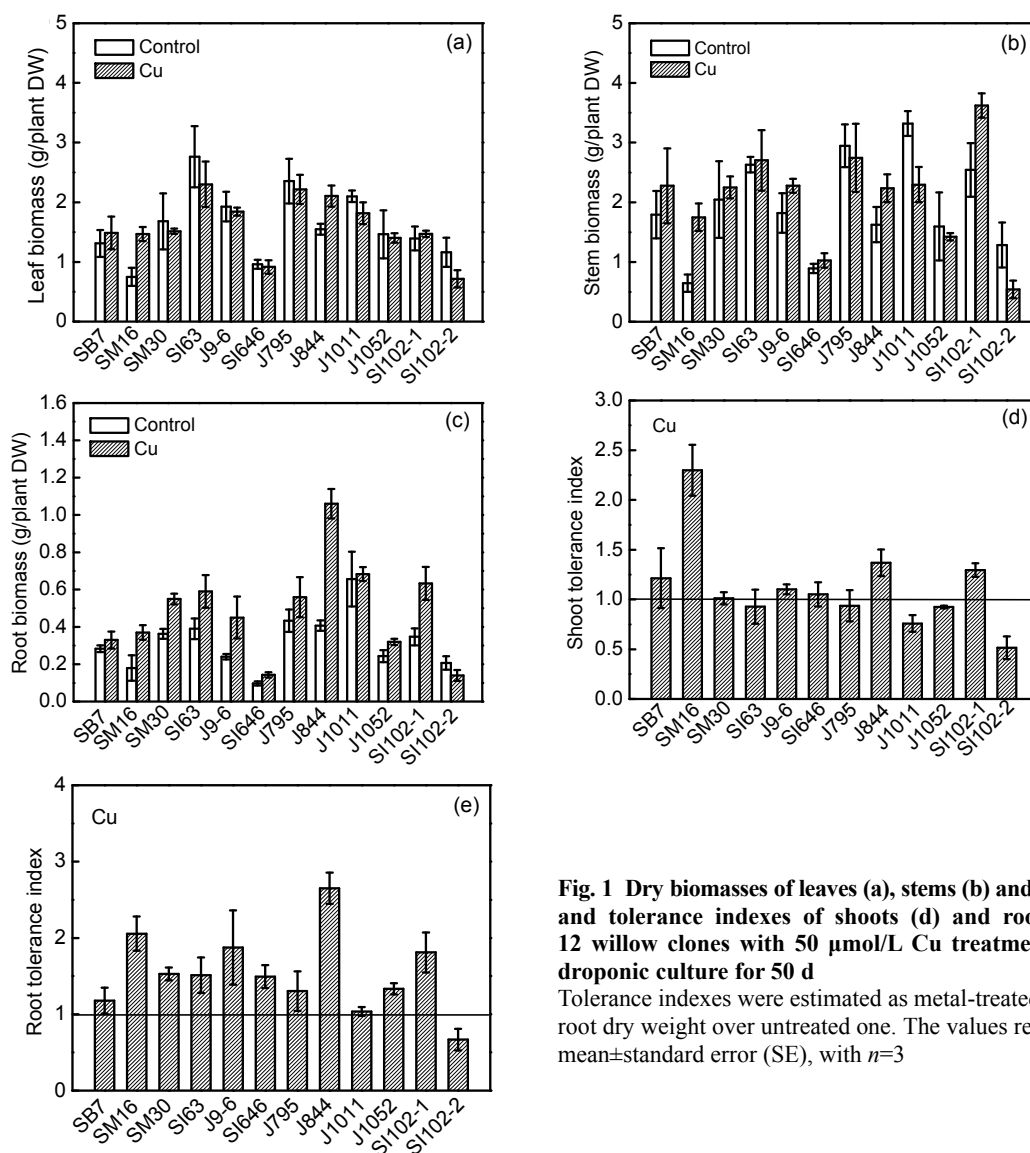 (a)
Control
Cu
Leaf biomass (g/plant DW)
5
4
3
2
1
0
SB7 SM16 SM30 SI63 J9-6 SI646 J795 J844 J1011 J1052 SI102-1 SI102-2
(b)
Control
Cu
Stem biomass (g/plant DW)
5
4
3
2
1
0
SB7 SM16 SM30 SI63 J9-6 SI646 J795 J844 J1011 J1052 SI102-1 SI102-2
(c)
Control
Cu
Root biomass (g/plant DW)
1.6
1.4
1.2
1.0
0.8
0.6
0.4
0.2
0.0
SB7 SM16 SM30 SI63 J9-6 SI646 J795 J844 J1011 J1052 SI102-1 SI102-2
(d)
Cu
Shoot tolerance index
3.0
2.5
2.0
1.5
1.0
0.5
0.0
SB7 SM16 SM30 SI63 J9-6 SI646 J795 J844 J1011 J1052 SI102-1 SI102-2
(e)
Cu
Root tolerance index
4
3
2
1
0
SB7 SM16 SM30 SI63 J9-6 SI646 J795 J844 J1011 J1052 SI102-1 SI102-2
Fig. 1 Dry biomasses of leaves (a), stems (b) and
and tolerance indexes of shoots (d) and roo
12 willow clones with 50 μmol/L Cu treatme
droponic culture for 50 d
Tolerance indexes were estimated as metal-treated
root dry weight over untreated one. The values re
mean±standard error (SE), with n=3